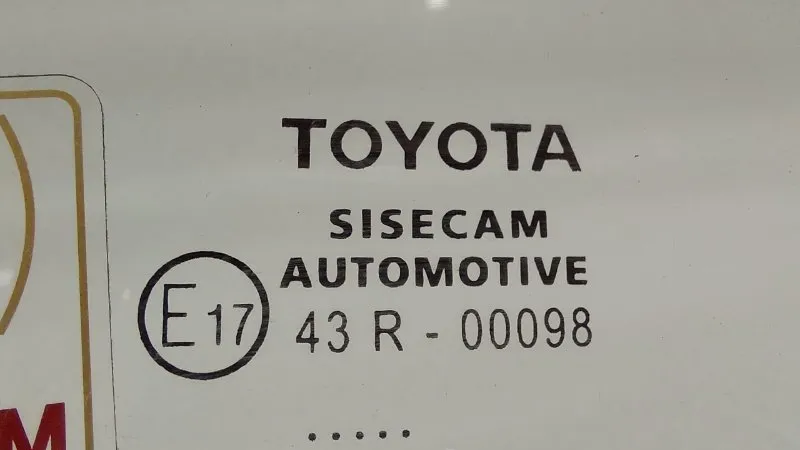 TOYOTA
SISECAM
AUTOMOTIVE
E17 43 R - 00098
.....
M